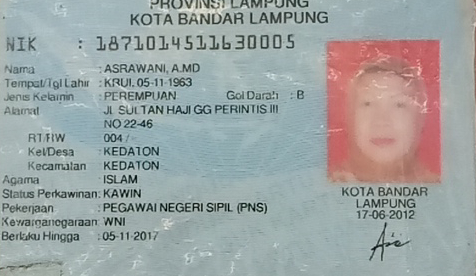 PROVINSI LAMPUNG
KOTA BANDAR LAMPUNG
NIK : 1871014511630005
Nama : ASRAWANI, A.MD
Tempat/Tgl Lahir : KRUI, 05-11-1963
Jenis Kelamin : PEREMPUAN Gol Darah : B
Alamat : JL SULTAN HAJI GG PERINTIS III
NO 22-46
RT/RW : 004 /
Kel/Desa : KEDATON
Kecamatan : KEDATON
Agama : ISLAM
Status Perkawinan: KAWIN
Pekerjaan : PEGAWAI NEGERI SIPIL (PNS)
Kewarganegaraan: WNI
Berlaku Hingga : 05-11-2017
KOTA BANDAR
LAMPUNG
17-06-2012